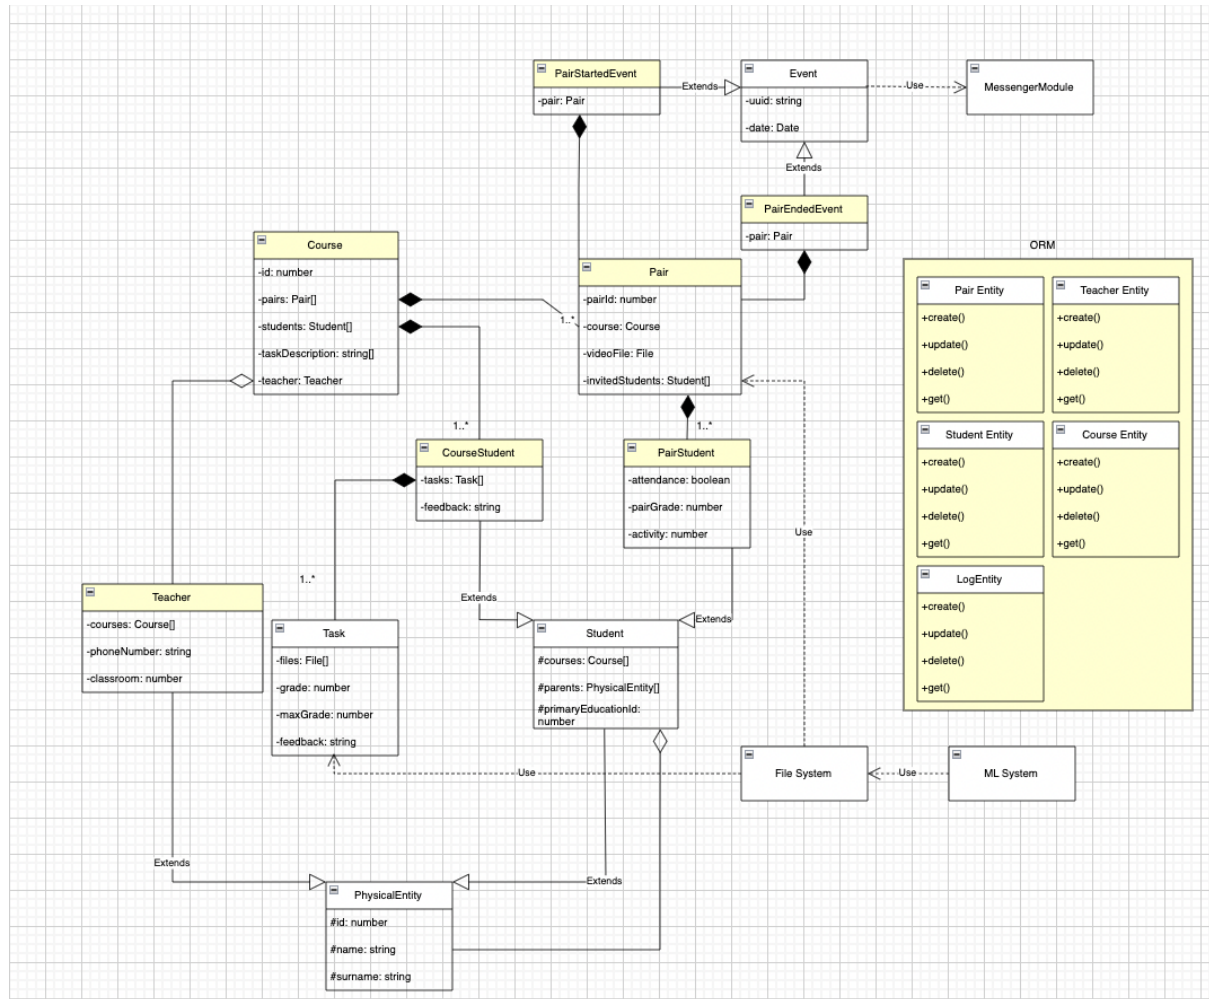 PairStartedEvent
-pair: Pair
Extends
Event
-uuid: string
-date: Date
Use
MessengerModule
Extends
PairEndedEvent
-pair: Pair
Course
-id: number
-pairs: Pair[]
-students: Student[]
-taskDescription: string[]
-teacher: Teacher
1..*
Pair
-pairId: number
-course: Course
-videoFile: File
-invitedStudents: Student[]
ORM
Pair Entity
+create()
+update()
+delete()
+get()
Teacher Entity
+create()
+update()
+delete()
+get()
Student Entity
+create()
+update()
+delete()
+get()
Course Entity
+create()
+update()
+delete()
+get()
LogEntity
+create()
+update()
+delete()
+get()
1..*
CourseStudent
-tasks: Task[]
-feedback: string
1..*
PairStudent
-attendance: boolean
-pairGrade: number
-activity: number
Use
1..*
Extends
Extends
Teacher
-courses: Course[]
-phoneNumber: string
-classroom: number
Task
-files: File[]
-grade: number
-maxGrade: number
-feedback: string
Student
#courses: Course[]
#parents: PhysicalEntity[]
#primaryEducationId:
number
Use
File System
Use
ML System
Extends
Extends
PhysicalEntity
#id: number
#name: string
#surname: string